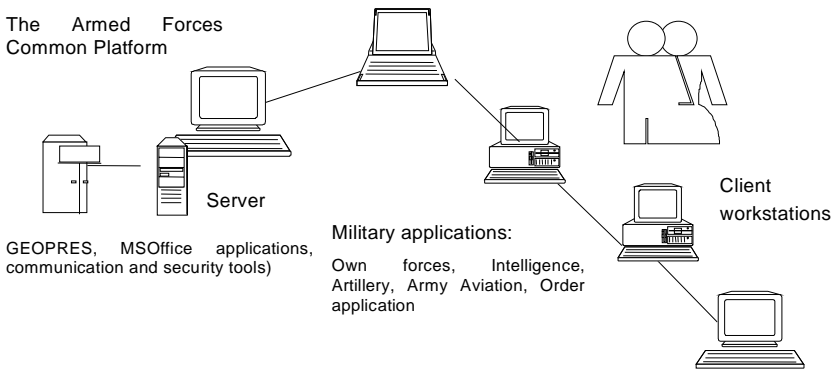 The Armed Forces
Common Platform
Server
GEOPRES, MSOffice applications,
communication and security tools)
Military applications:
Own forces, Intelligence,
Artillery, Army Aviation, Order
application
Client
workstations